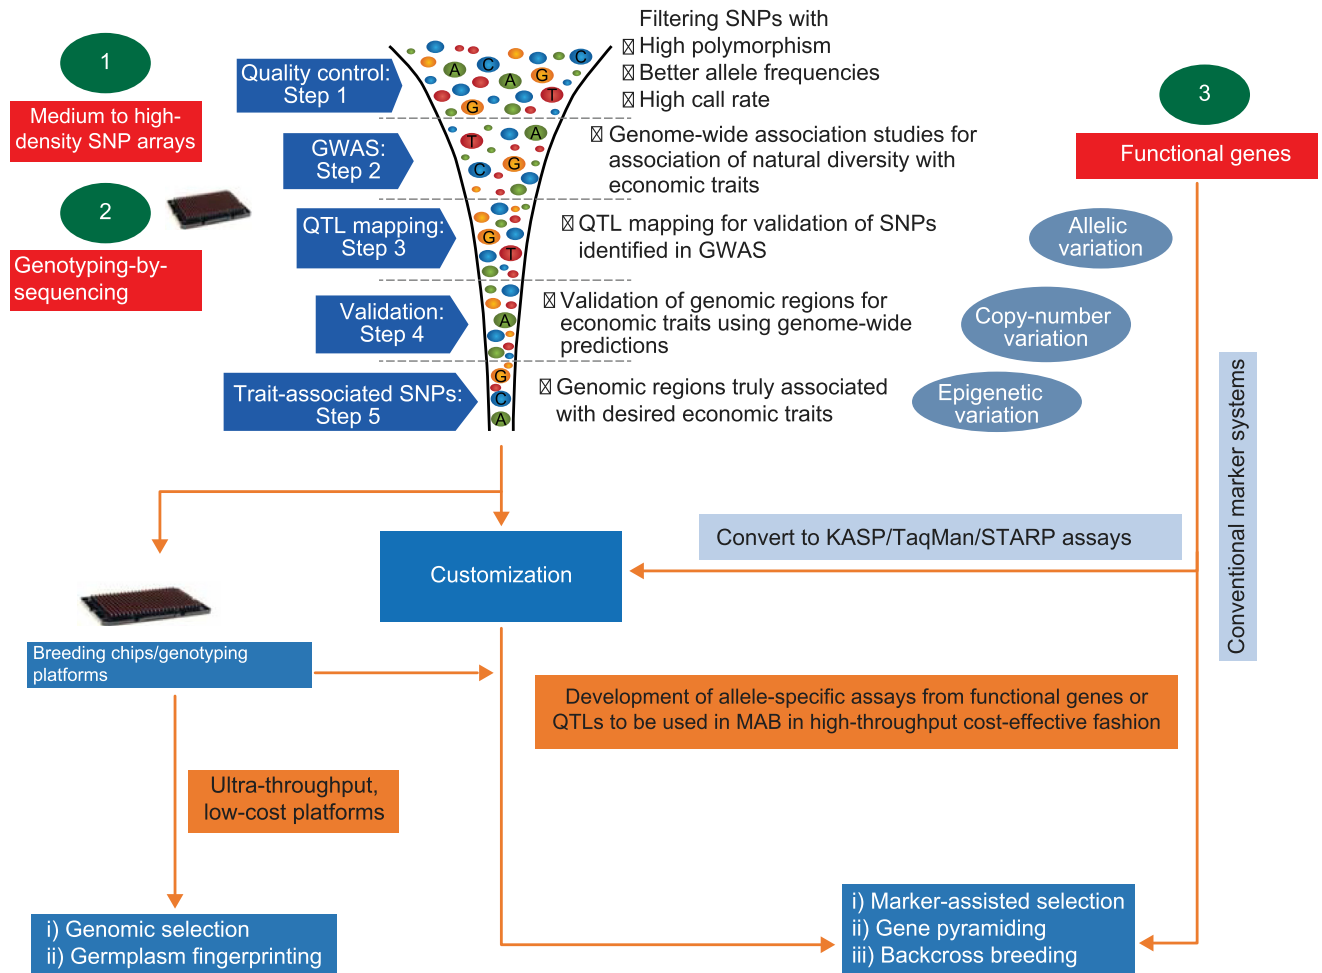 1
Medium to high-
density SNP arrays
2
Genotyping-by-
sequencing
Quality control:
Step 1
GWAS:
Step 2
QTL mapping:
Step 3
Validation:
Step 4
Trait-associated SNPs:
Step 5
A
C
C
A
G
T
G
T
A
C
G
G
T
A
G
C
A
Filtering SNPs with
High polymorphism
Better allele frequencies
High call rate
Genome-wide association studies for
association of natural diversity with
economic traits
QTL mapping for validation of SNPs
identified in GWAS
Validation of genomic regions for
economic traits using genome-wide
predictions
Genomic regions truly associated
with desired economic traits
3
Functional genes
Allelic
variation
Copy-number
variation
Epigenetic
variation
Conventional marker systems
Convert to KASP/TaqMan/STARP assays
Customization
Breeding chips/genotyping
platforms
Development of allele-specific assays from functional genes or
QTLs to be used in MAB in high-throughput cost-effective fashion
Ultra-throughput,
low-cost platforms
i) Genomic selection
ii) Germplasm fingerprinting
i) Marker-assisted selection
ii) Gene pyramiding
iii) Backcross breeding